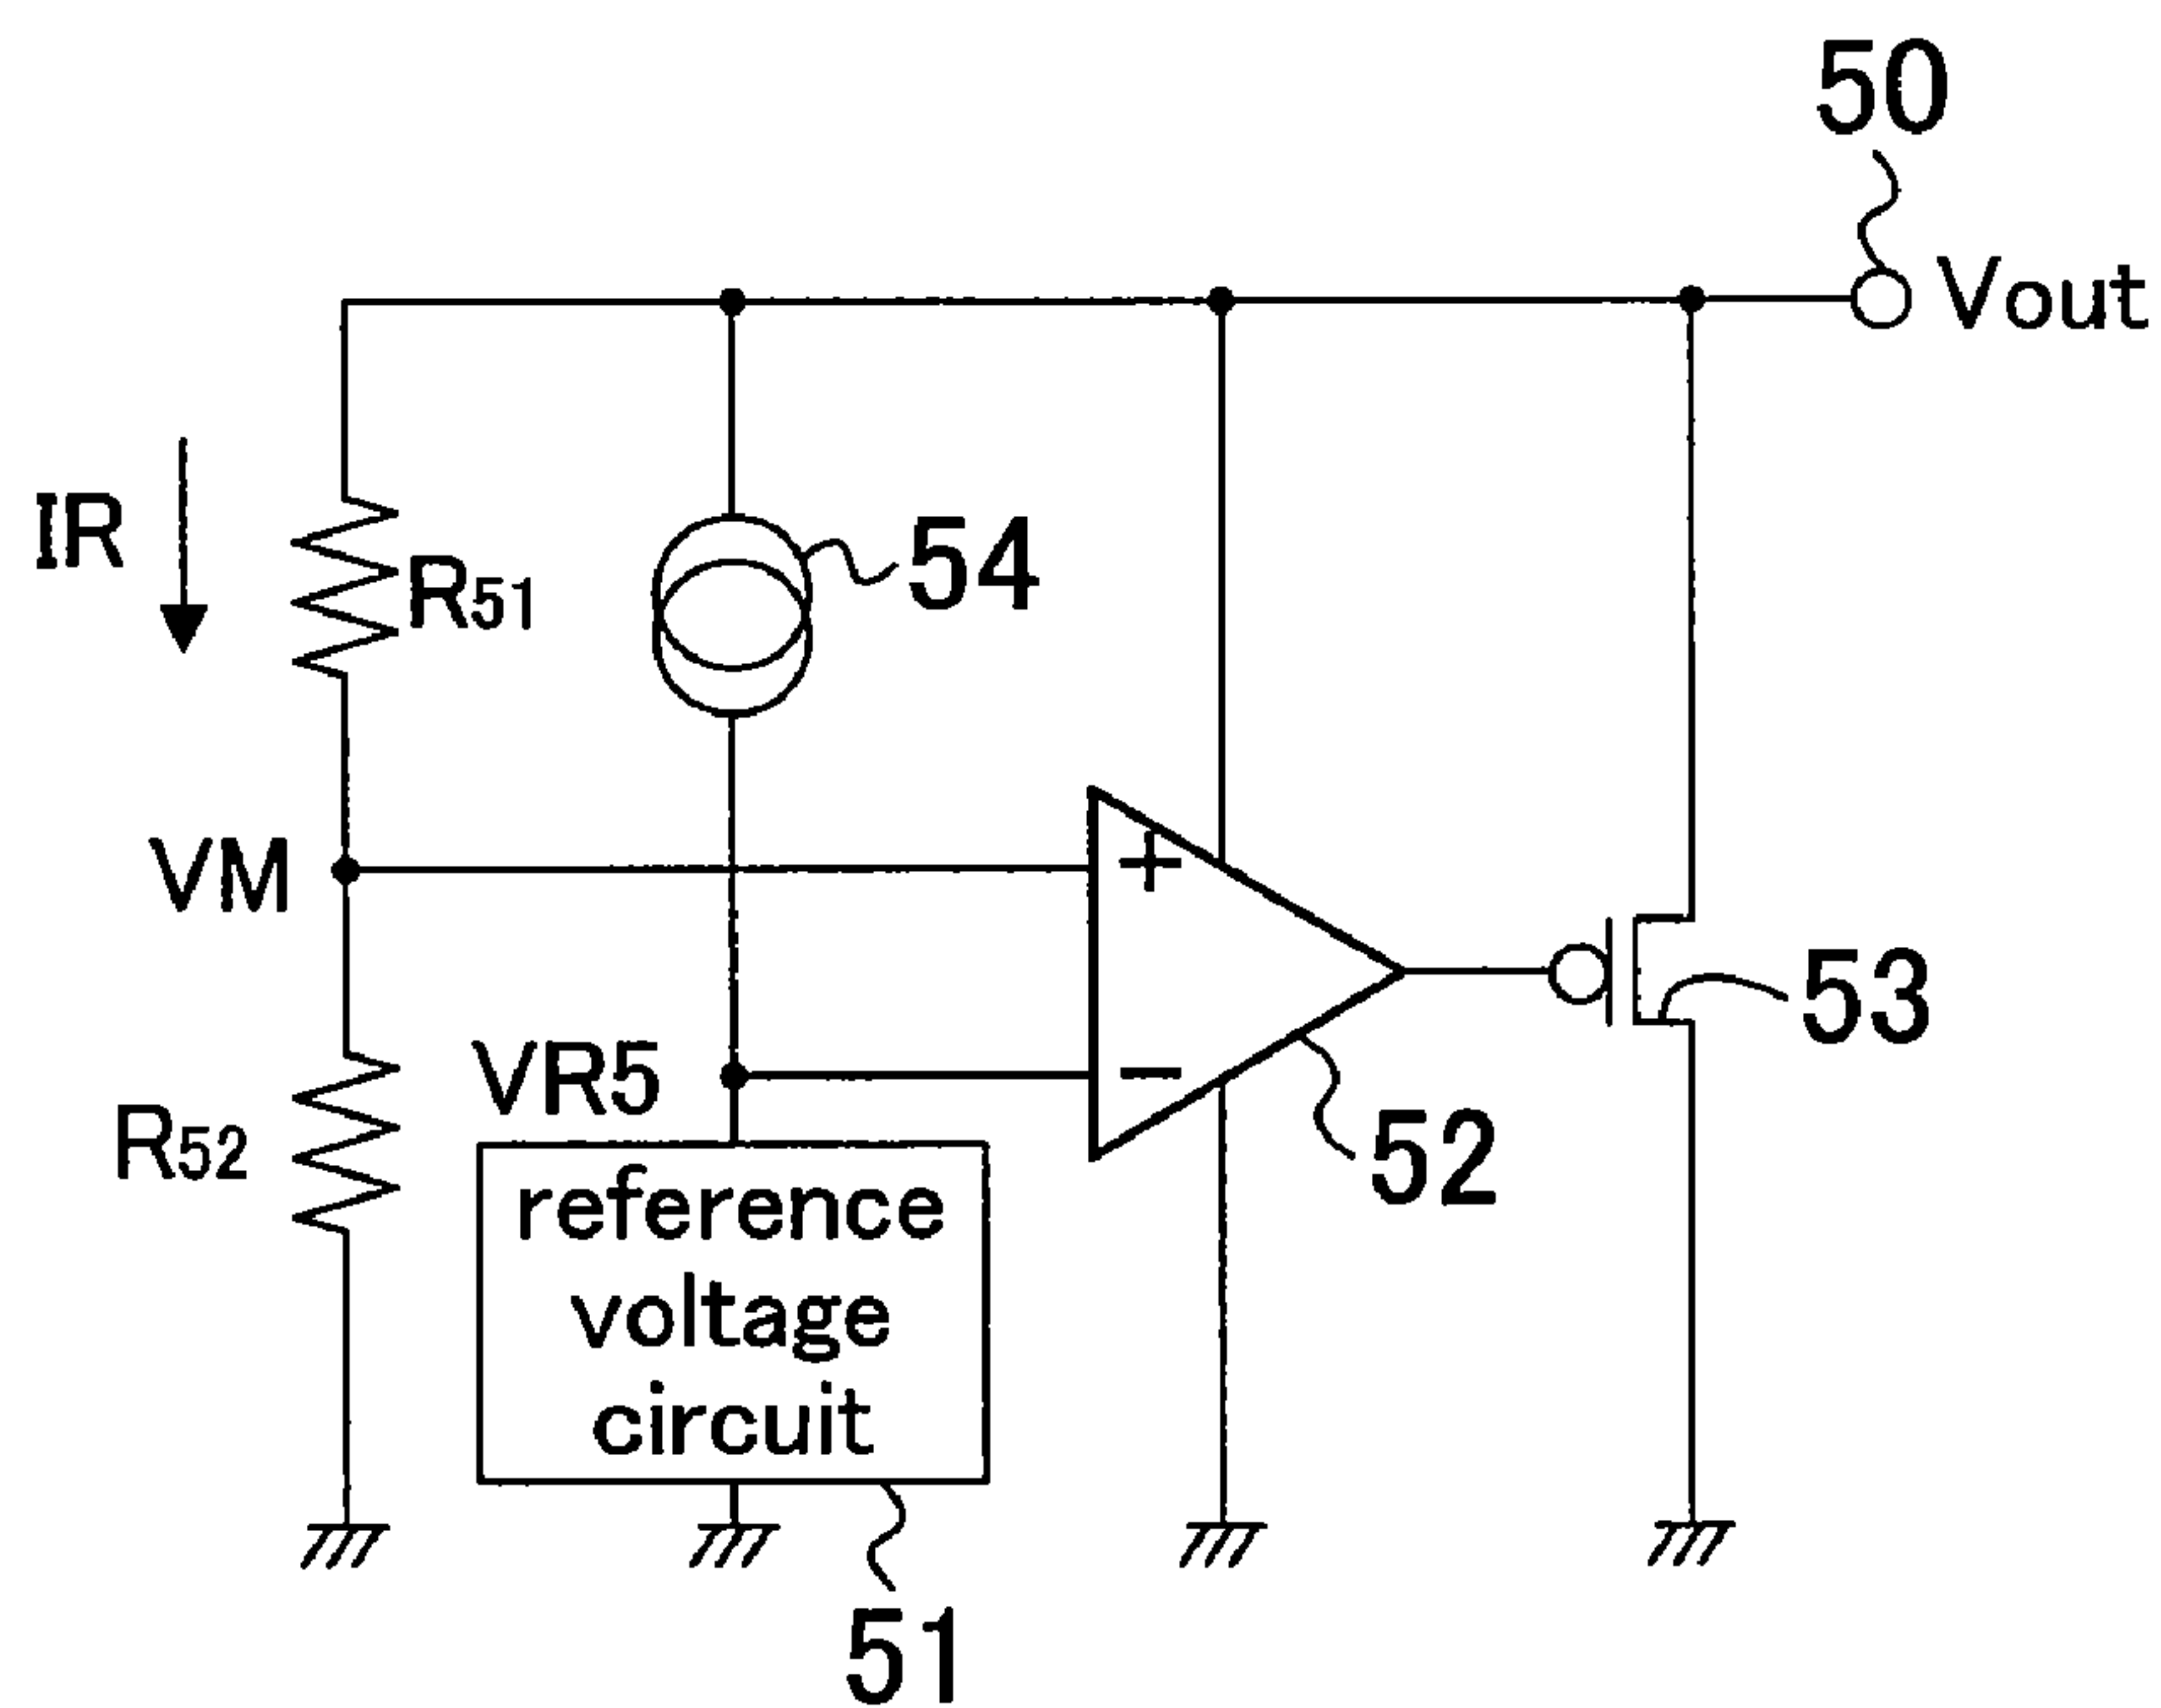 50
Vout
IR
R51
54
VM
+
53
VR5
−
R52
52
reference
voltage
circuit
51